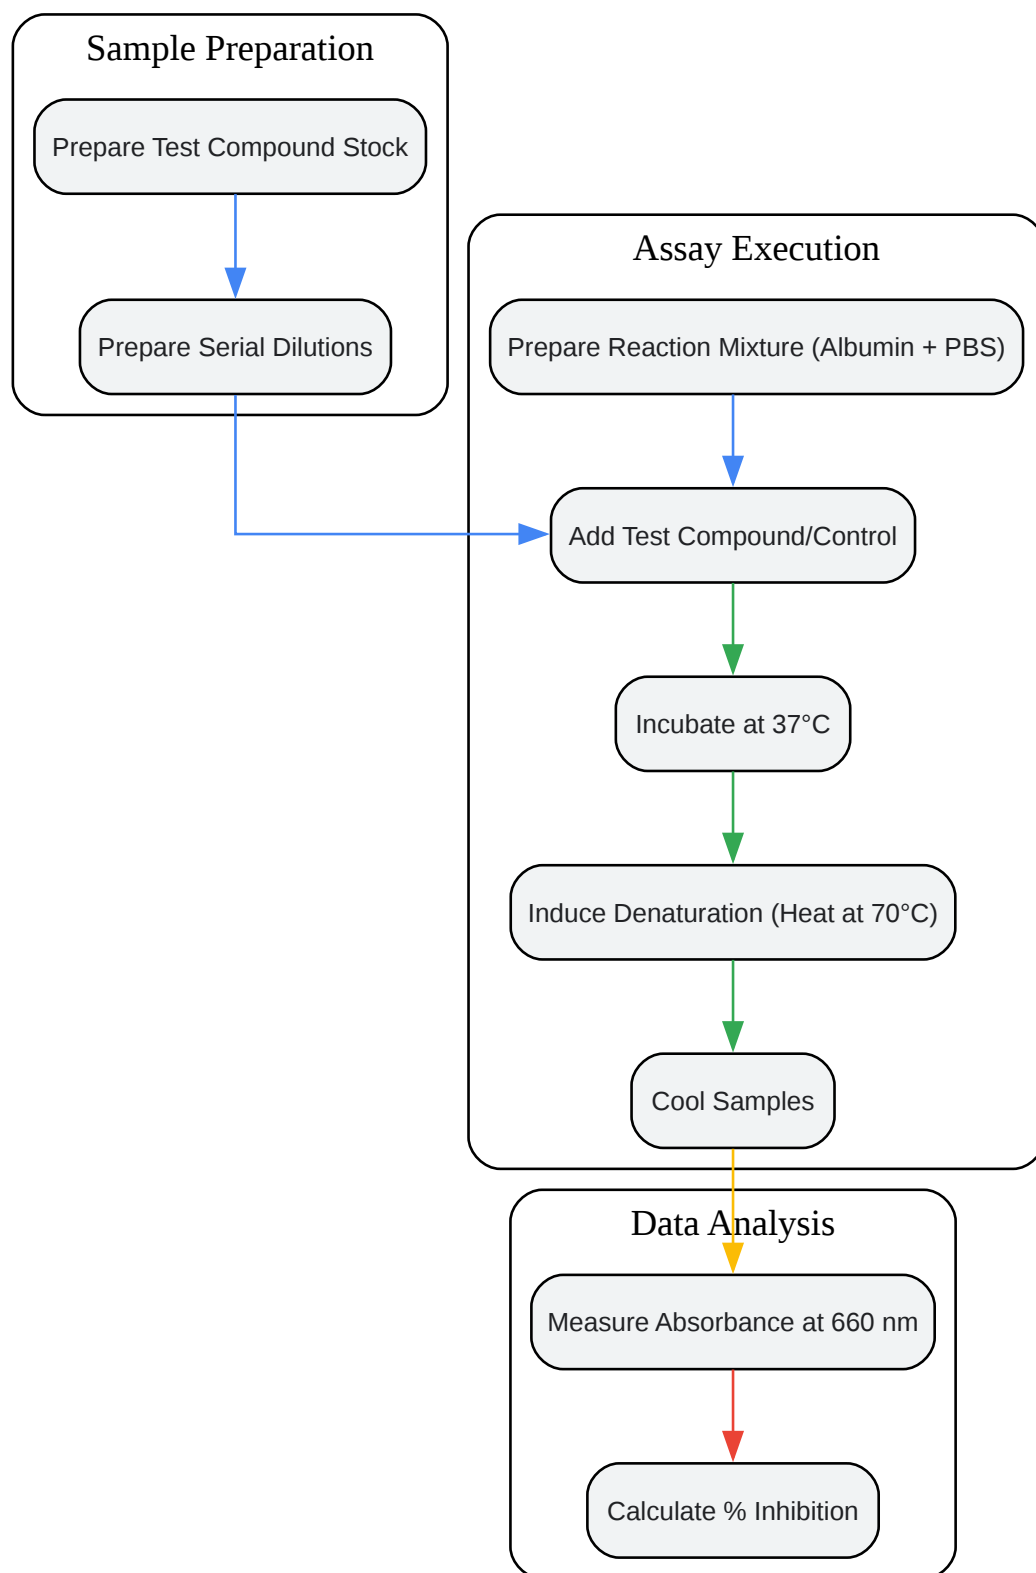 Sample Preparation
Prepare Test Compound Stock
Prepare Serial Dilutions
Assay Execution
Prepare Reaction Mixture (Albumin + PBS)
Add Test Compound/Control
Incubate at 37°C
Induce Denaturation (Heat at 70°C)
Cool Samples
Data Analysis
Measure Absorbance at 660 nm
Calculate % Inhibition